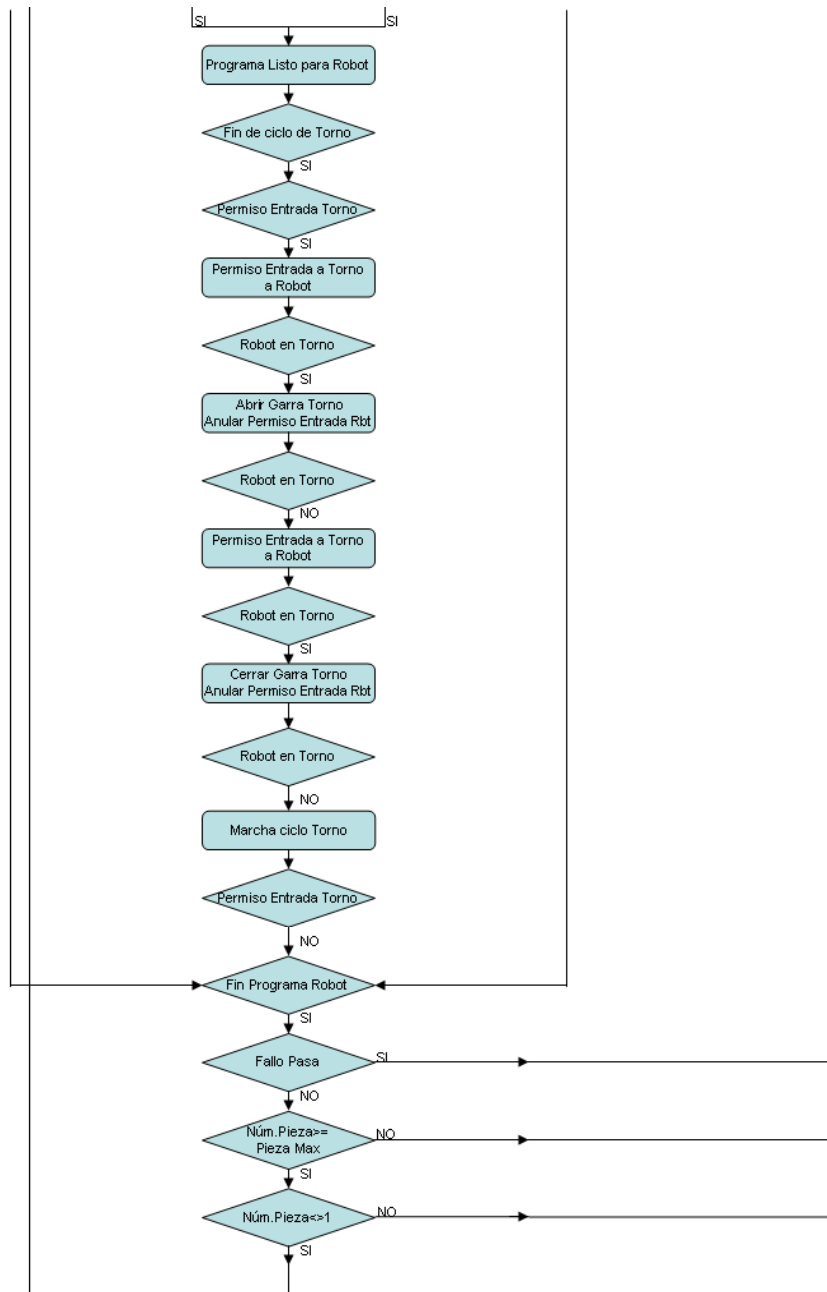 SI
SI
Programa Listo para Robot
Fin de ciclo de Torno
SI
Permiso Entrada Torno
SI
Permiso Entrada a Torno
a Robot
Robot en Torno
SI
Abrir Garra Torno
Anular Permiso Entrada Rbt
Robot en Torno
NO
Permiso Entrada a Torno
a Robot
Robot en Torno
SI
Cerrar Garra Torno
Anular Permiso Entrada Rbt
Robot en Torno
NO
Marcha ciclo Torno
Permiso Entrada Torno
NO
Fin Programa Robot
SI
Fallo Pasa
SI
NO
Núm.Pieza>=
Pieza Max
NO
SI
Núm.Pieza<>1
NO
SI